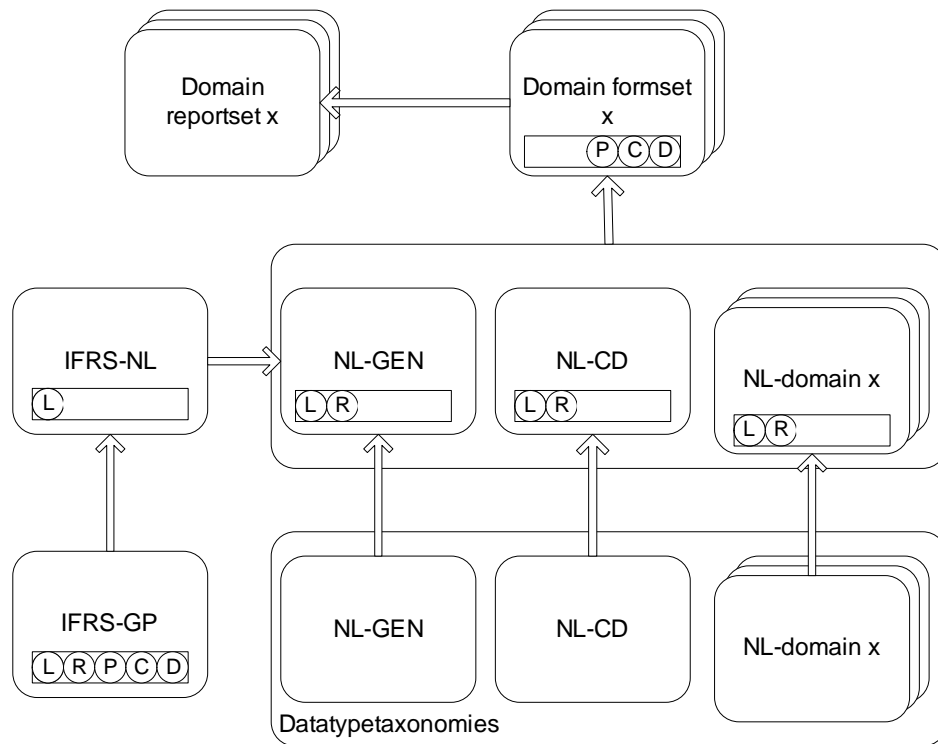 Domain
reportset x
Domain formset
x
P C D
IFRS-NL
L
NL-GEN
L R
NL-CD
L R
NL-domain x
L R
IFRS-GP
L R P C D
NL-GEN
NL-CD
NL-domain x
Datatypetaxonomies